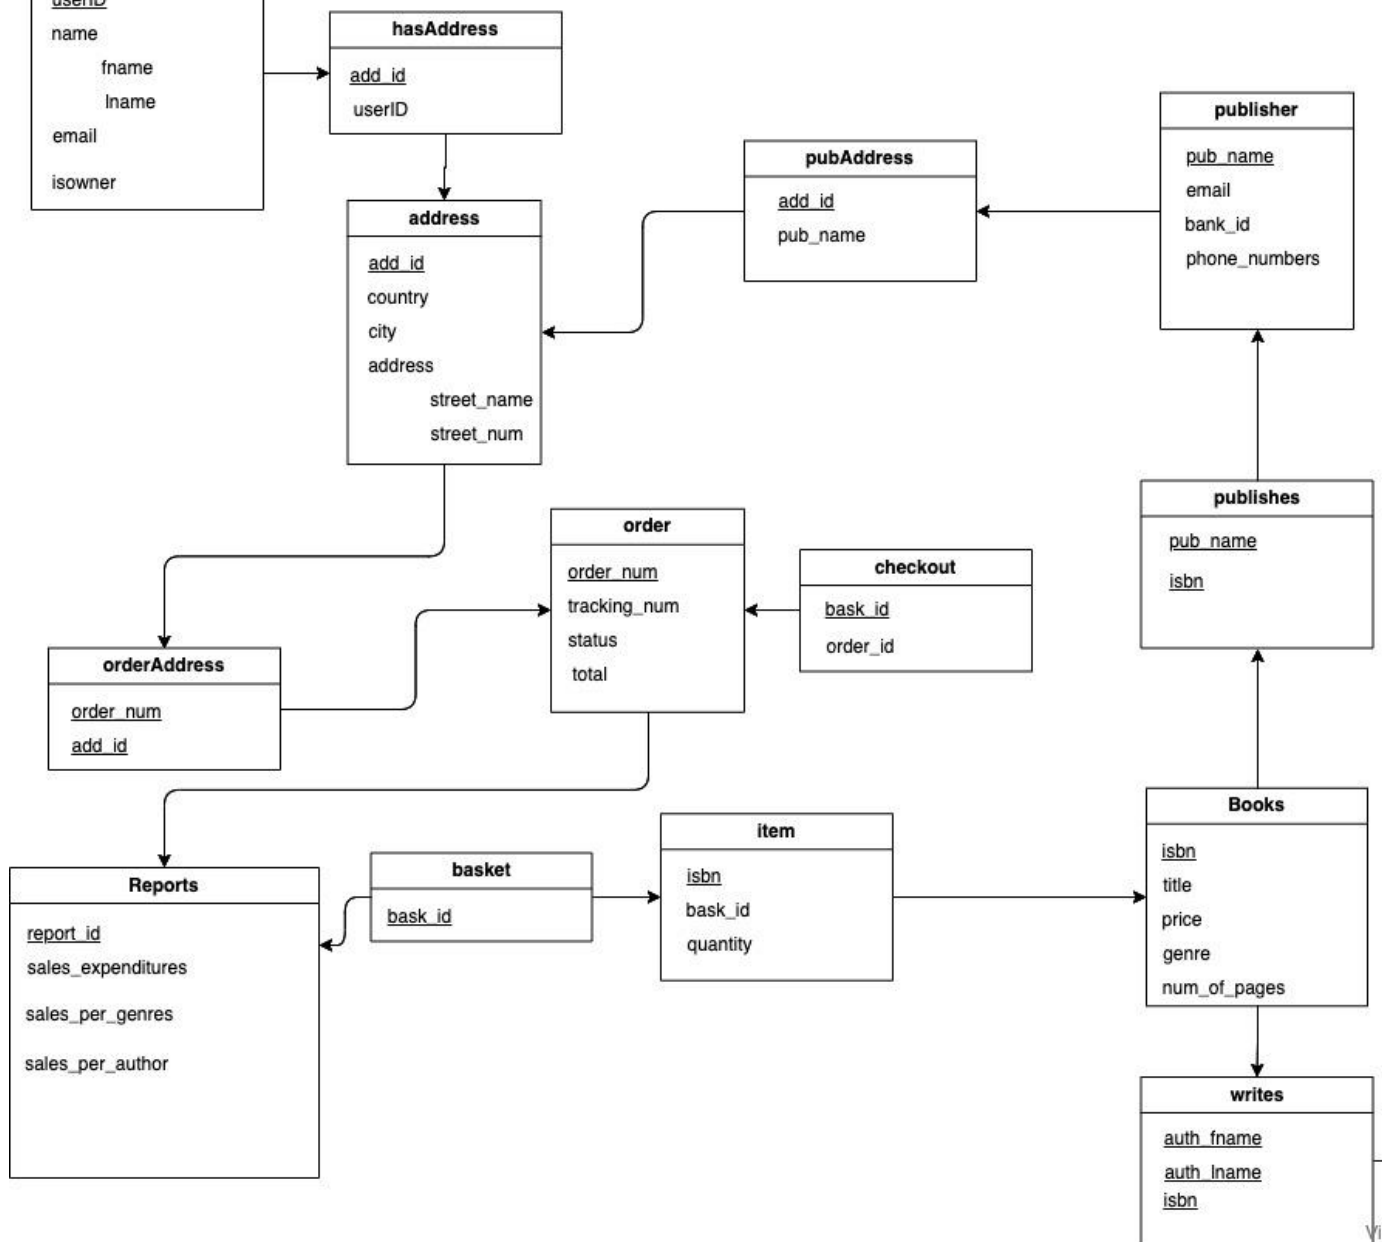 userID
name
fname
lname
email
isowner
hasAddress
add_id
userID
address
add_id
country
city
address
street_name
street_num
pubAddress
add_id
pub_name
publisher
pub_name
email
bank_id
phone_numbers
publishes
pub_name
isbn
order
order_num
tracking_num
status
total
checkout
bask_id
order_id
orderAddress
order_num
add_id
Reports
report_id
sales_expenditures
sales_per_genres
sales_per_author
basket
bask_id
item
isbn
bask_id
quantity
Books
isbn
title
price
genre
num_of_pages
writes
auth_fname
auth_lname
isbn